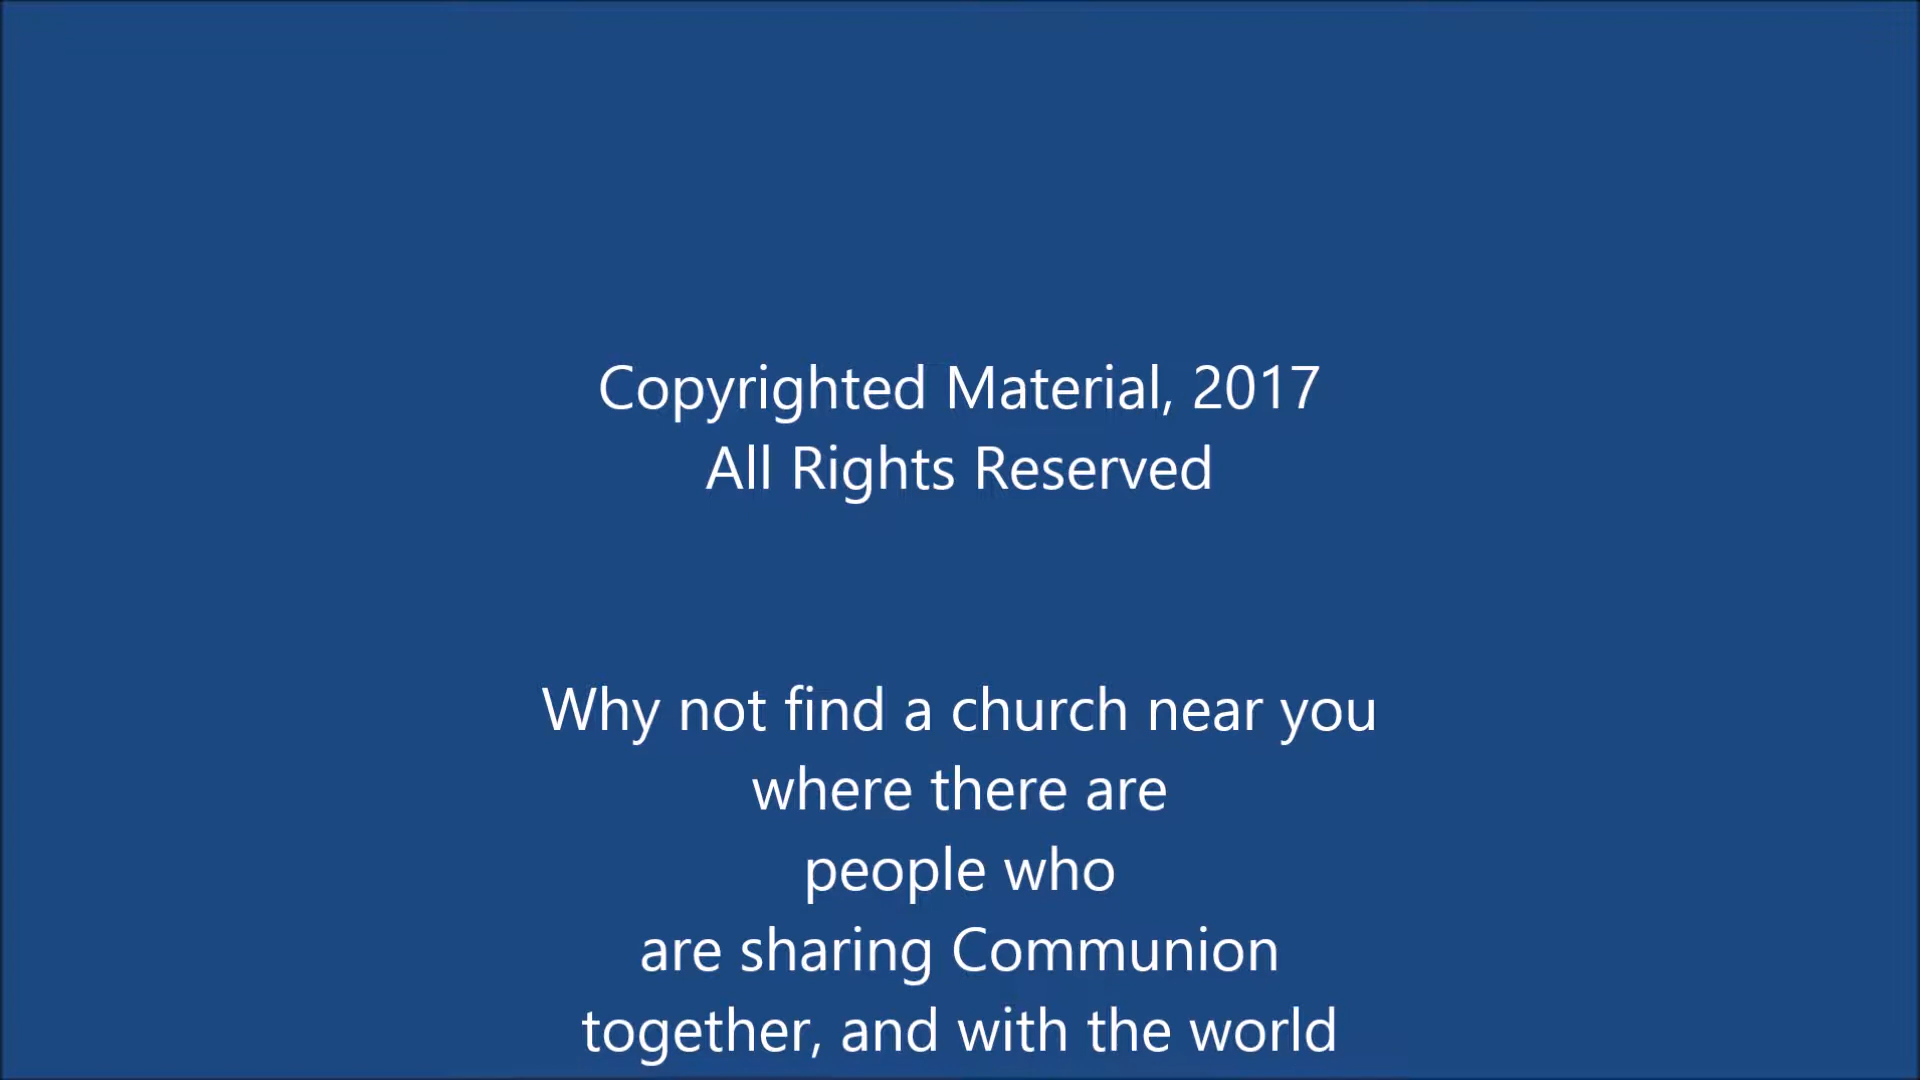 Copyrighted Material, 2017
All Rights Reserved
Why not find a church near you
where there are
people who
are sharing Communion
together, and with the world